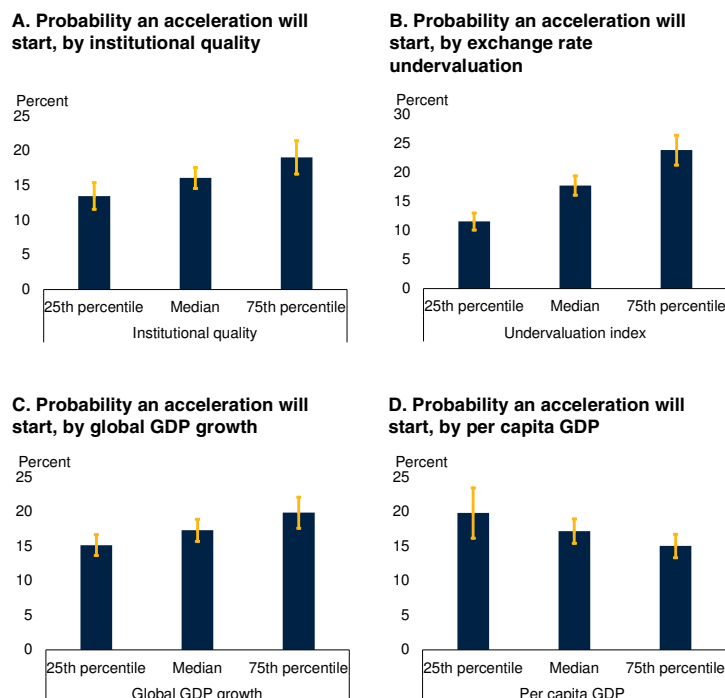 A. Probability an acceleration will
start, by institutional quality
Percent
25
20
15
10
5
0
25th percentile Median 75th percentile
Institutional quality
B. Probability an acceleration will
start, by exchange rate
undervaluation
Percent
30
25
20
15
10
5
0
25th percentile Median 75th percentile
Undervaluation index
C. Probability an acceleration will
start, by global GDP growth
Percent
25
20
15
10
5
0
25th percentile Median 75th percentile
Global GDP growth
D. Probability an acceleration will
start, by per capita GDP
Percent
25
20
15
10
5
0
25th percentile Median 75th percentile
Per capita GDP